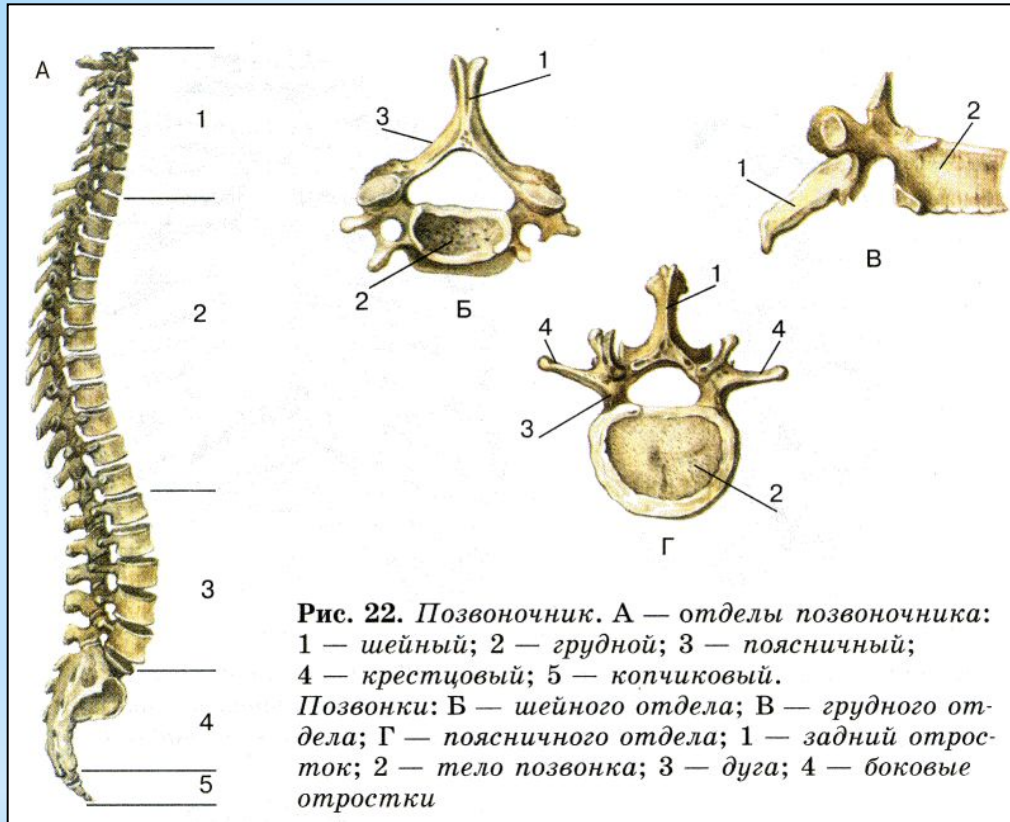 А
1
2
3
4
5
1
3
2
Б
1
2
В
1
4
4
3
2
Г
Рис. 22. Позвоночник. А — отделы позвоночника:
1 — шейный; 2 — грудной; 3 — поясничный;
4 — крестцовый; 5 — копчиковый.
Позвонки: Б — шейного отдела; В — грудного от-
дела; Г — поясничного отдела; 1 — задний отрос-
ток; 2 — тело позвонка; 3 — дуга; 4 — боковые
отростки